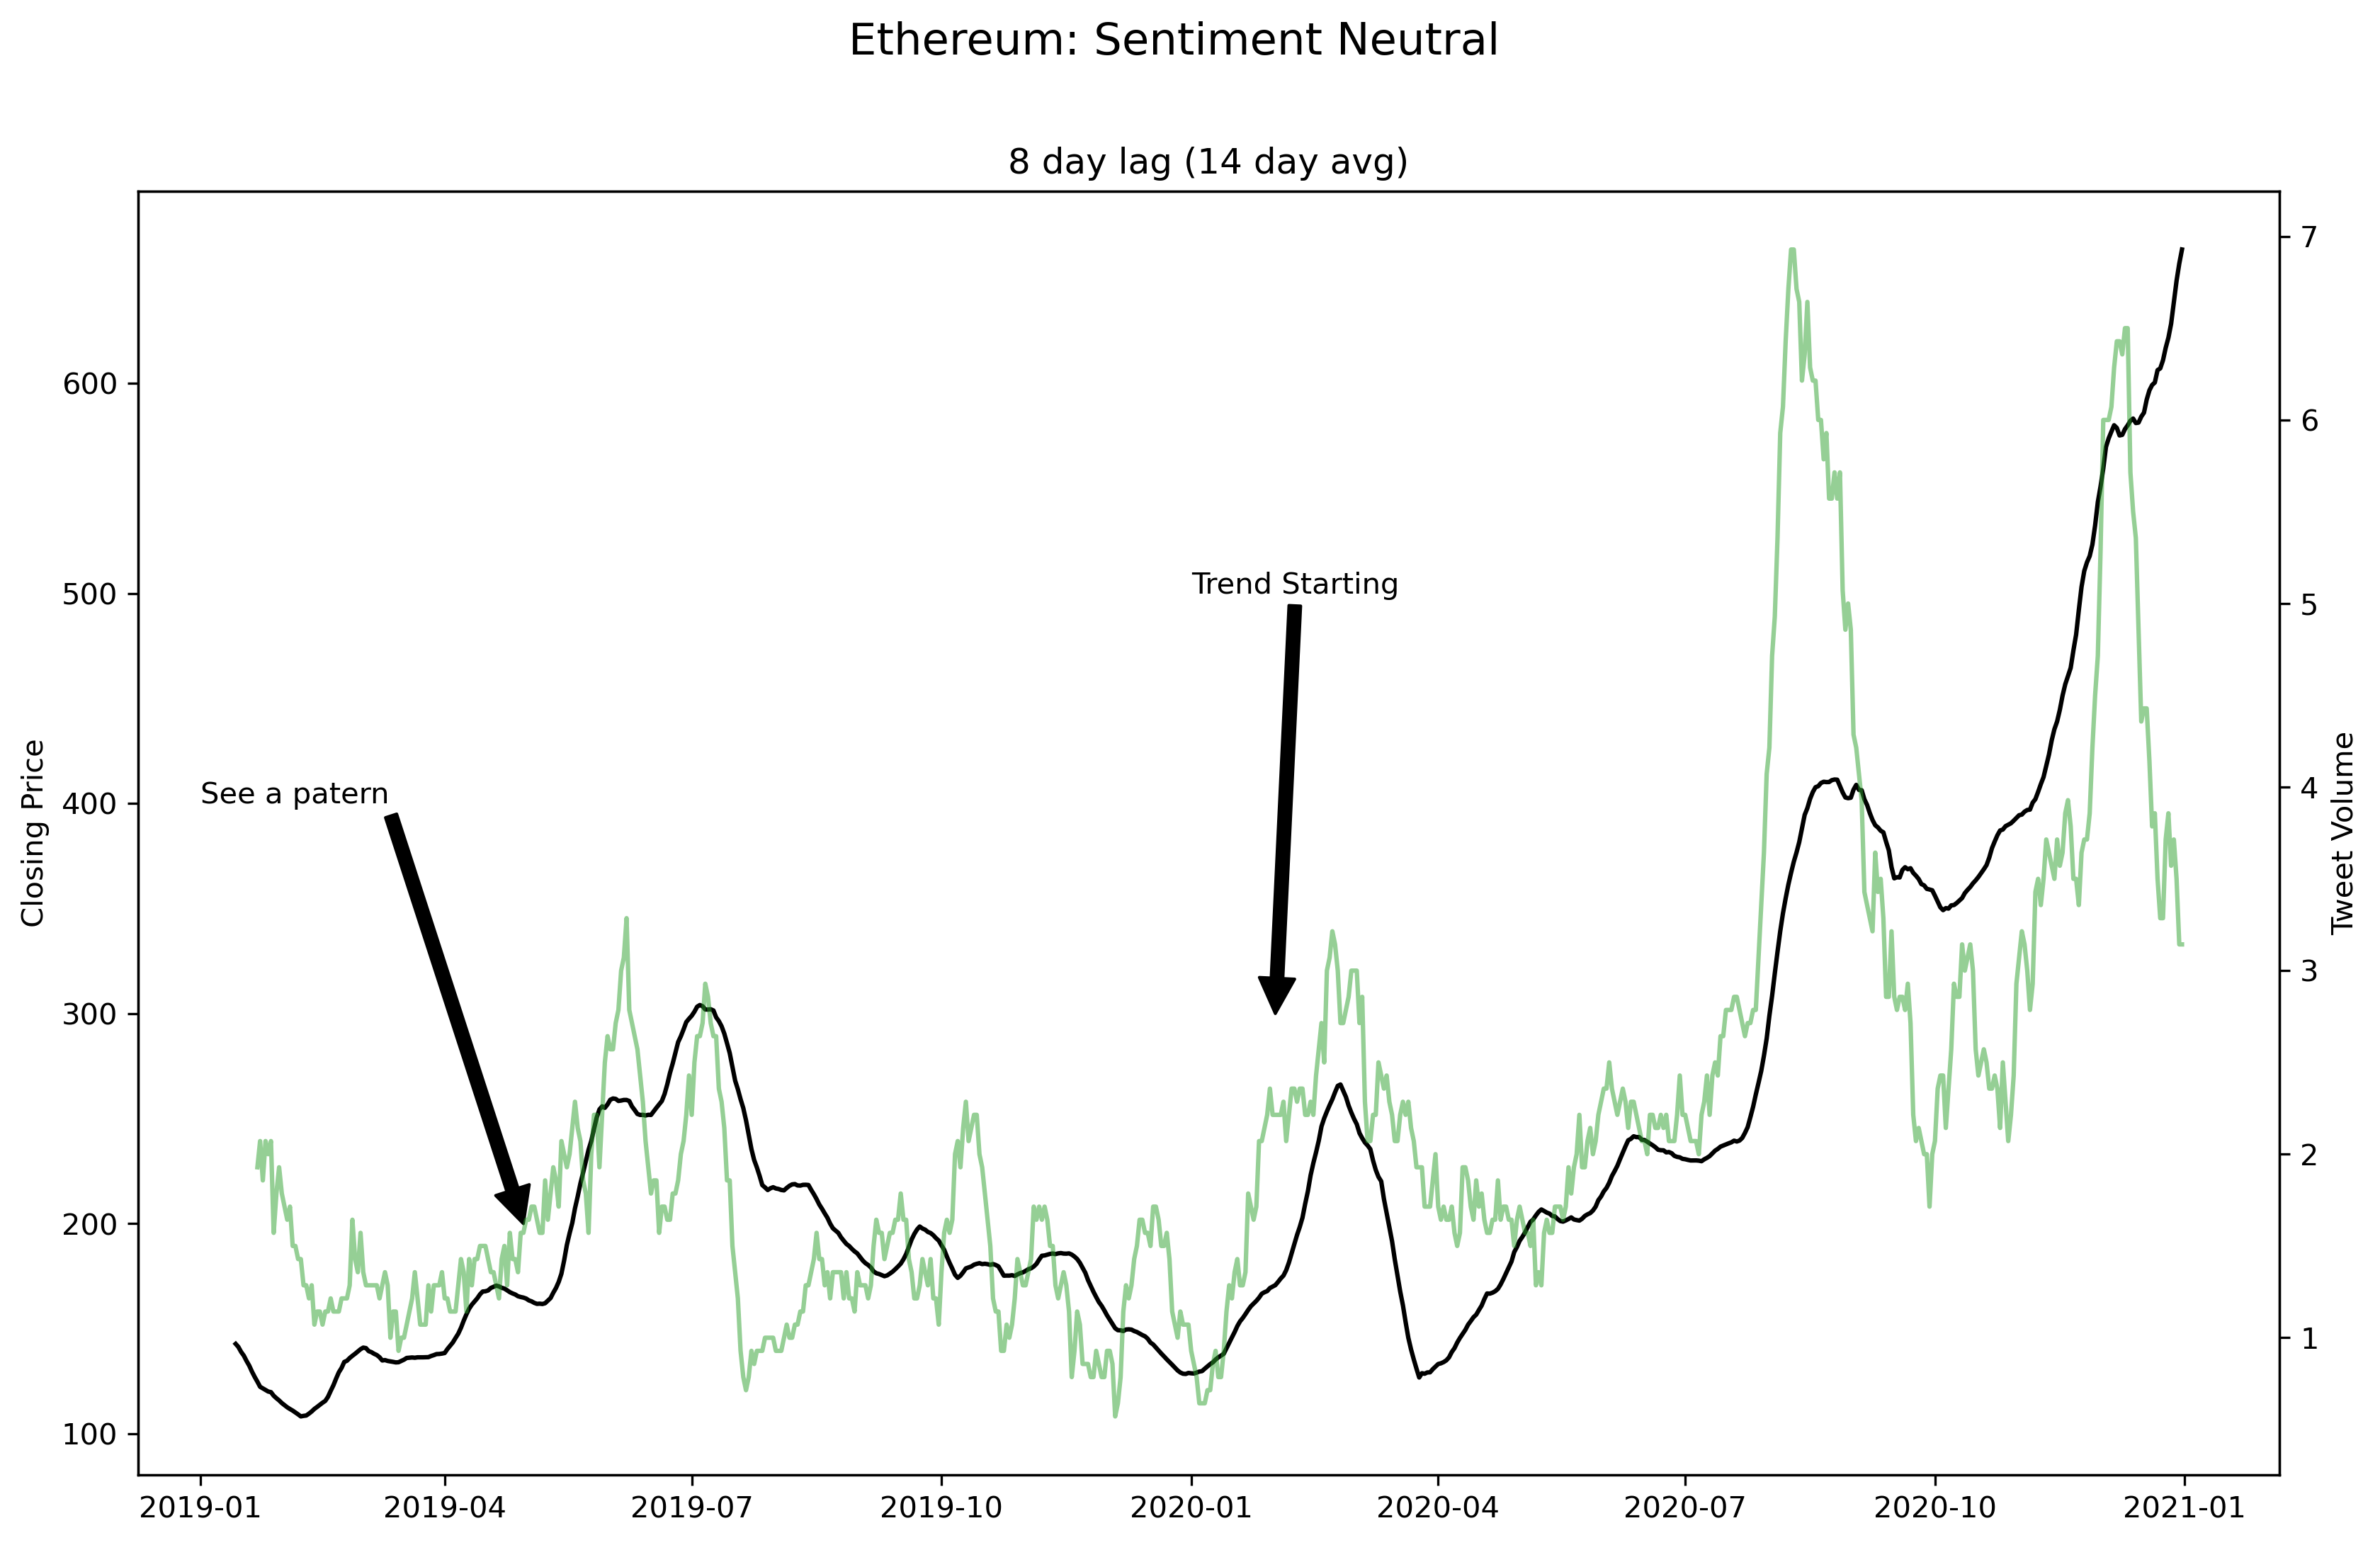 Ethereum: Sentiment Neutral
8 day lag (14 day avg)
Closing Price
600
500
400
300
200
100
See a patern
Trend Starting
7
6
5
4
3
2
1
Tweet Volume
2019-01 2019-04 2019-07 2019-10 2020-01 2020-04 2020-07 2020-10 2021-01